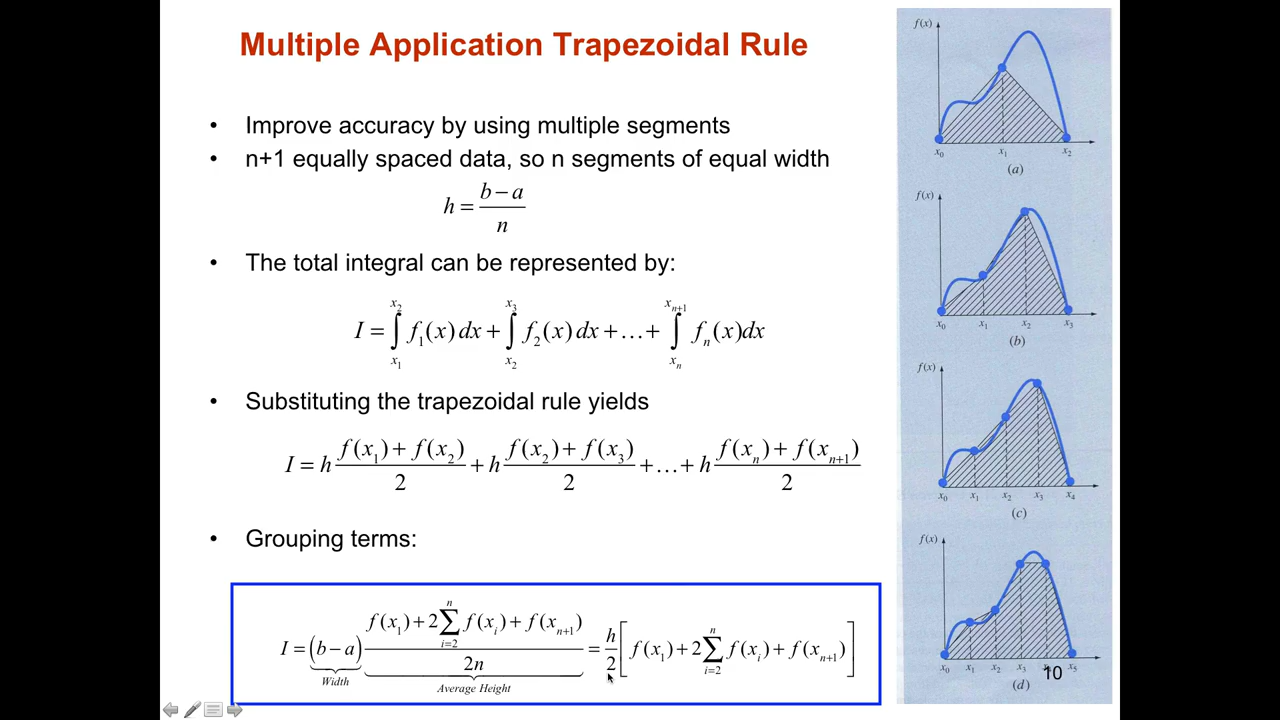 Multiple Application Trapezoidal Rule
• Improve accuracy by using multiple segments
• n+1 equally spaced data, so n segments of equal width
h = (b − a) / n
• The total integral can be represented by:
I = ∫_{x₁}^{x₂} f₁(x) dx + ∫_{x₂}^{x₃} f₂(x) dx + … + ∫_{xₙ}^{xₙ₊₁} fₙ(x)dx
• Substituting the trapezoidal rule yields
I = h (f(x₁) + f(x₂))/2 + h (f(x₂) + f(x₃))/2 + … + h (f(xₙ) + f(xₙ₊₁))/2
• Grouping terms:
I = (b − a) (f(x₁) + 2 ∑_{i=2}^{n} f(xᵢ) + f(xₙ₊₁))/(2n) = h/2 [ f(x₁) + 2 ∑_{i=2}^{n} f(xᵢ) + f(xₙ₊₁) ]
Width
Average Height
f(x)
x₀ x₁ x₂
(a)
f(x)
x₀ x₁ x₂ x₃
(b)
f(x)
x₀ x₁ x₂ x₃ x₄
(c)
f(x)
x₀ x₁ x₂ x₃ x₅
(d)
10